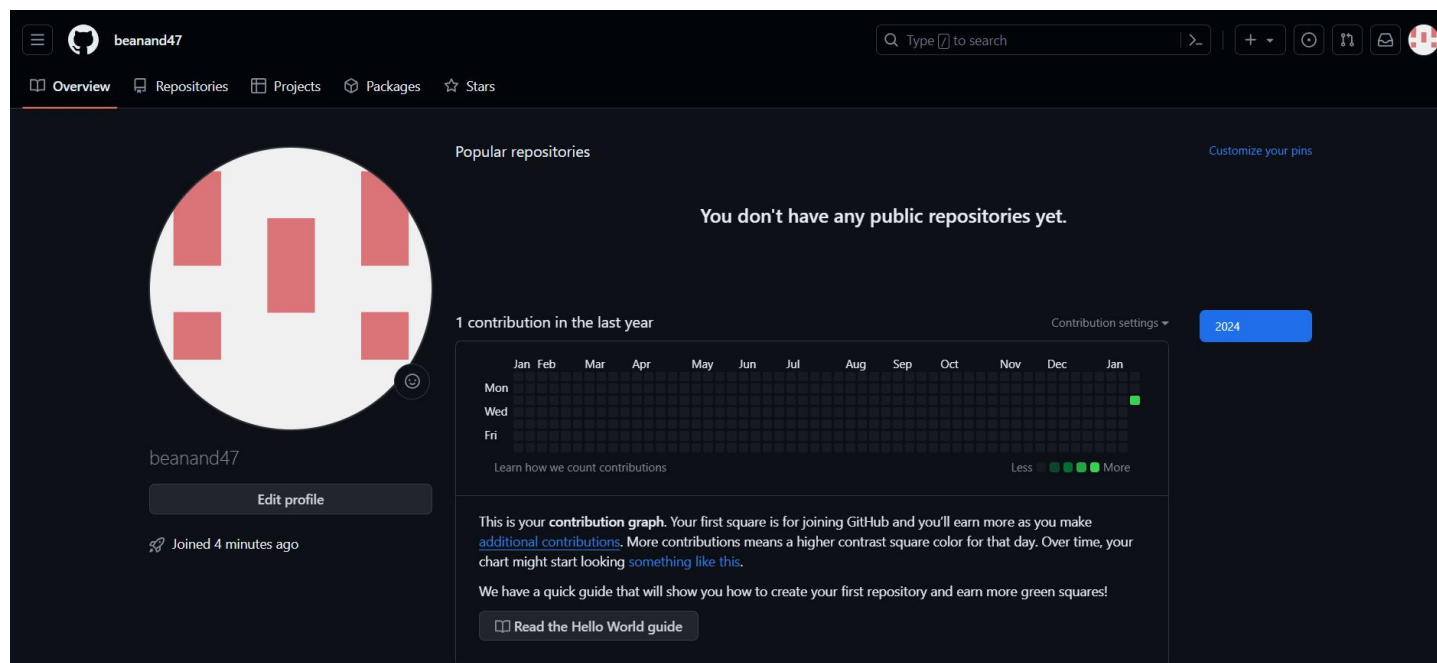 beanand47
Type / to search
Overview Repositories Projects Packages Stars
Popular repositories
Customize your pins
You don't have any public repositories yet.
1 contribution in the last year
Contribution settings
2024
Jan Feb Mar Apr May Jun Jul Aug Sep Oct Nov Dec Jan
Mon
Wed
Fri
Learn how we count contributions
Less More
beanand47
Edit profile
Joined 4 minutes ago
This is your contribution graph. Your first square is for joining GitHub and you'll earn more as you make
additional contributions. More contributions means a higher contrast square color for that day. Over time, your
chart might start looking something like this.
We have a quick guide that will show you how to create your first repository and earn more green squares!
Read the Hello World guide